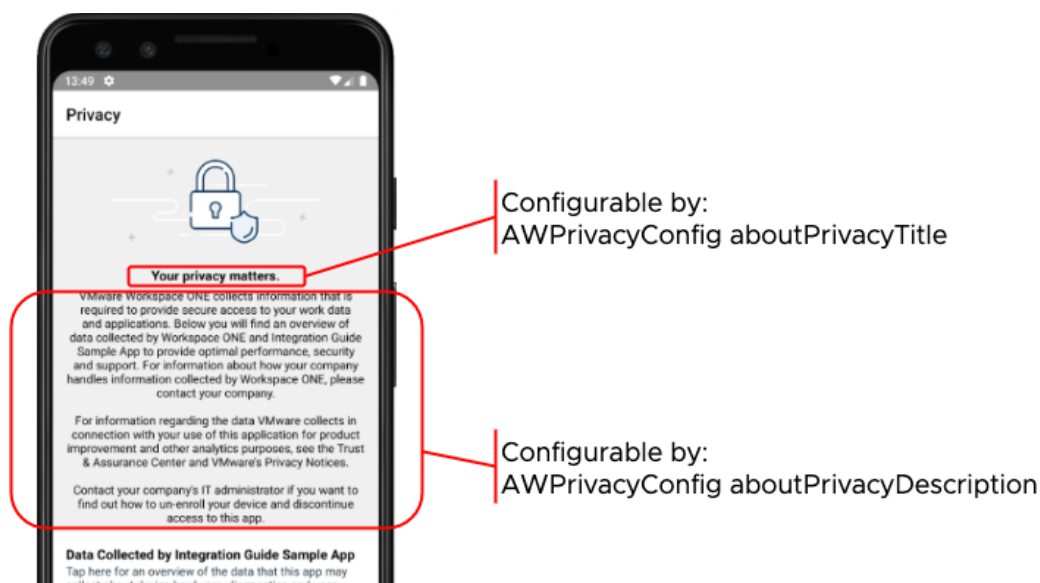 13:49
Privacy
Your privacy matters.
VMware Workspace ONE collects information that is
required to provide secure access to your work data
and applications. Below you will find an overview of
data collected by Workspace ONE and Integration Guide
Sample App to provide optimal performance, security
and support. For information about how your company
handles information collected by Workspace ONE, please
contact your company.
For information regarding the data VMware collects in
connection with your use of this application for product
improvement and other analytics purposes, see the Trust
& Assurance Center and VMware's Privacy Notices.
Contact your company's IT administrator if you want to
find out how to un-enroll your device and discontinue
access to this app.
Data Collected by Integration Guide Sample App
Tap here for an overview of the data that this app may
Configurable by:
AWPrivacyConfig aboutPrivacyTitle
Configurable by:
AWPrivacyConfig aboutPrivacyDescription